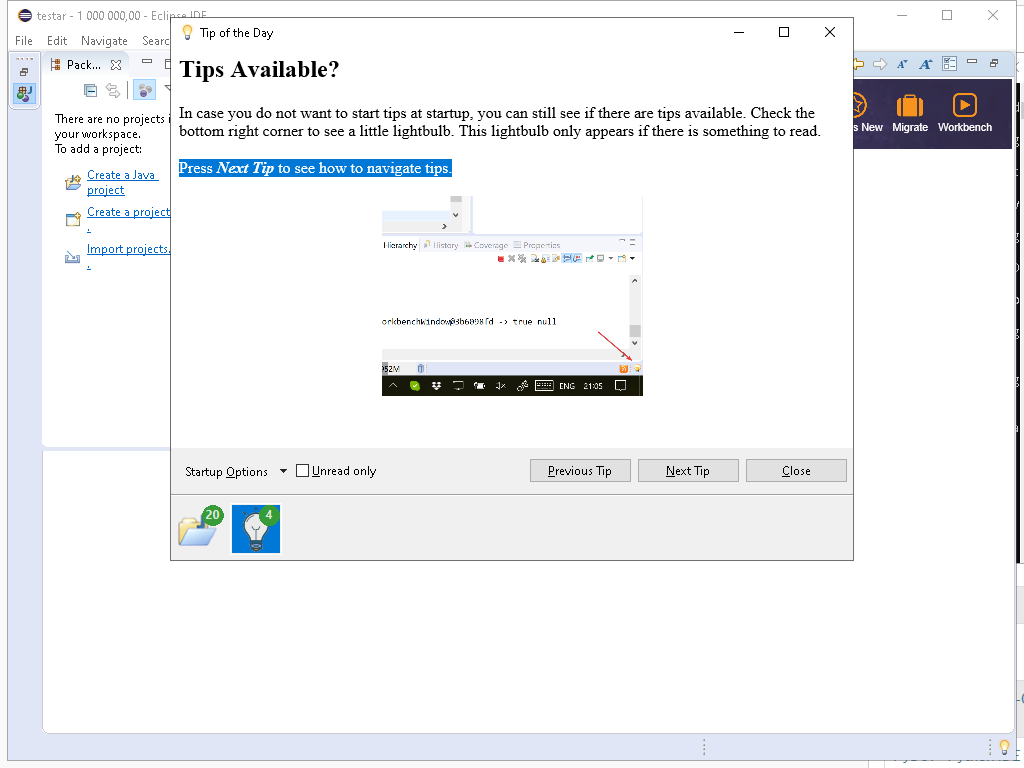 testar - 1 000 000,00 - Eclipse IDE
File Edit Navigate Searc
Tip of the Day
Pack...
There are no projects i
your workspace.
To add a project:
Create a Java
project
Create a project
.
Import projects.
.
Tips Available?
In case you do not want to start tips at startup, you can still see if there are tips available. Check the
bottom right corner to see a little lightbulb. This lightbulb only appears if there is something to read.
Press Next Tip to see how to navigate tips.
Hierarchy History Coverage Properties
orkbenchWindow@3b6098fd -> true null
952M
ENG 21:05
s New Migrate Workbench
Startup Options Unread only Previous Tip Next Tip Close
20 4